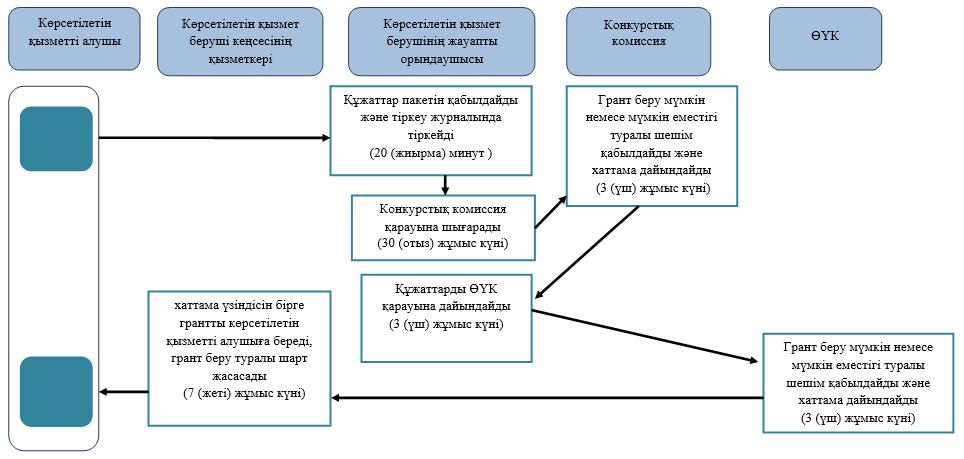 Көрсетілетін
қызметті алушы
Көрсетілетін қызмет
беруші кеңсесінің
қызметкері
Көрсетілетін қызмет
берушінің жауапты
орындаушысы
Конкурстық
комиссия
ӨҮК
Құжаттар пакетін қабылдайды
және тіркеу журналында
тіркейді
(20 (жиырма) минут )
Грант беру мүмкін
немесе мүмкін еместігі
туралы шешім
қабылдайды және
хаттама дайындайды
(3 (үш) жұмыс күні)
Конкурстық комиссия
қарауына шығарады
(30 (отыз) жұмыс күні)
Құжаттарды ӨҮК
қарауына дайындайды
(3 (үш) жұмыс күні)
хаттама үзіндісін бірге
грантты көрсетілетін
қызметті алушыға береді,
грант беру туралы шарт
жасасады
(7 (жеті) жұмыс күні)
Грант беру мүмкін немесе
мүмкін еместігі туралы
шешім қабылдайды және
хаттама дайындайды
(3 (үш) жұмыс күні)